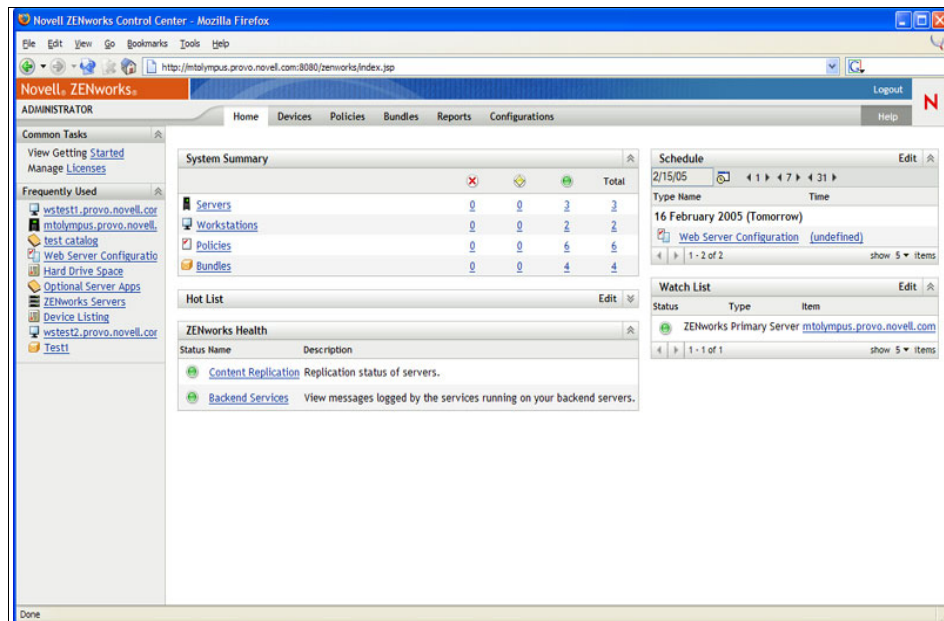 Novell ZENworks Control Center - Mozilla Firefox
File Edit View Go Bookmarks Tools Help
http://mtolympus.provo.novell.com:8080/zenworks/index.jsp
G
Novell® ZENworks®
Logout
N
ADMINISTRATOR
Home Devices Policies Bundles Reports Configurations
Help
Common Tasks
View Getting Started
Manage Licenses
Frequently Used
wstest1.provo.novell.cor
mtolympus.provo.novell.
test catalog
Web Server Configuratio
Hard Drive Space
Optional Server Apps
ZENworks Servers
Device Listing
wstest2.provo.novell.cor
Test1
System Summary
Total
Servers 0 0 3 3
Workstations 0 0 2 2
Policies 0 0 6 6
Bundles 0 0 4 4
Hot List Edit
ZENworks Health
Status Name Description
Content Replication Replication status of servers.
Backend Services View messages logged by the services running on your backend servers.
Schedule Edit
2/15/05 1 7 31
Type Name Time
16 February 2005 (Tomorrow)
Web Server Configuration (undefined)
1 - 2 of 2 show 5 items
Watch List Edit
Status Type Item
ZENworks Primary Server mtolympus.provo.novell.com
1 - 1 of 1 show 5 items
Done